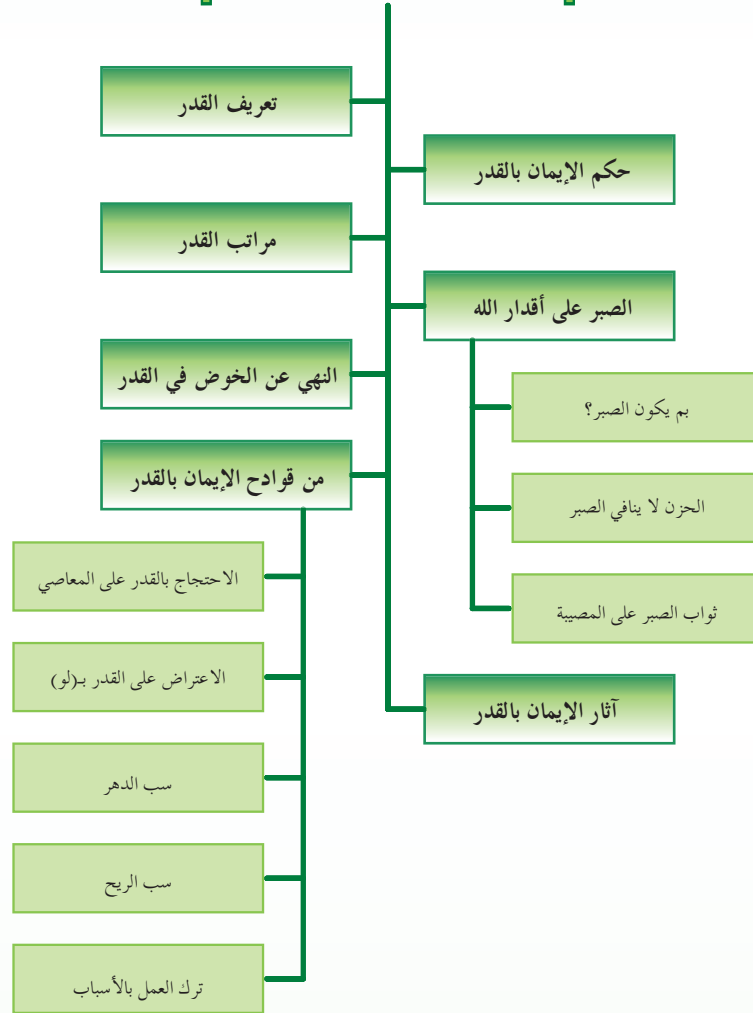 تعريف القدر
حكم الإيمان بالقدر
مراتب القدر
الصبر على أقدار الله
بم يكون الصبر؟
الحزن لا ينافي الصبر
ثواب الصبر على المصيبة
النهي عن الخوض في القدر
من قوادح الإيمان بالقدر
الاحتجاج بالقدر على المعاصي
الاعتراض على القدر بـ(لو)
سب الدهر
سب الريح
ترك العمل بالأسباب
آثار الإيمان بالقدر